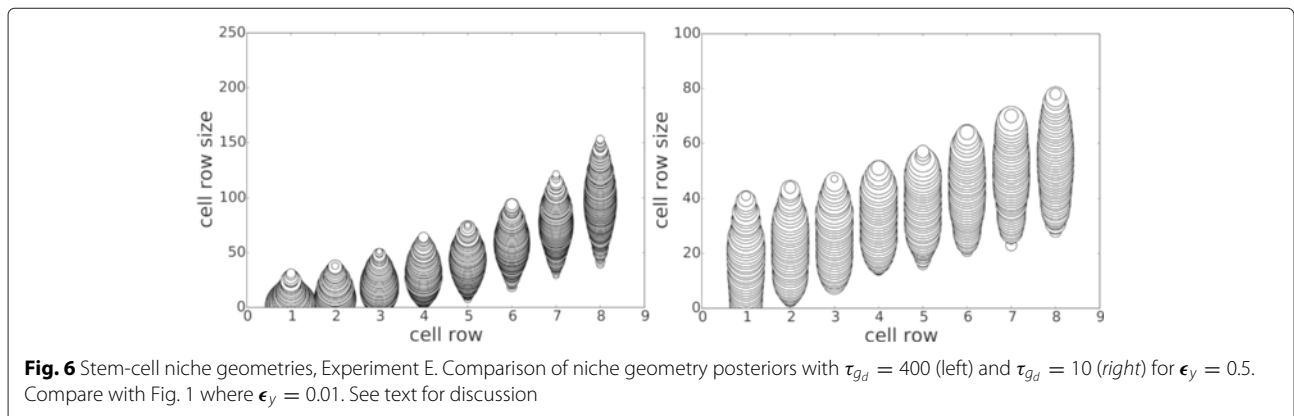 250
200
150
100
50
0
cell row size
0 1 2 3 4 5 6 7 8 9
cell row
100
80
60
40
20
0
cell row size
0 1 2 3 4 5 6 7 8 9
cell row
Fig. 6 Stem-cell niche geometries, Experiment E. Comparison of niche geometry posteriors with τ_{g_d} = 400 (left) and τ_{g_d} = 10 (right) for ϵ_y = 0.5.
Compare with Fig. 1 where ϵ_y = 0.01. See text for discussion